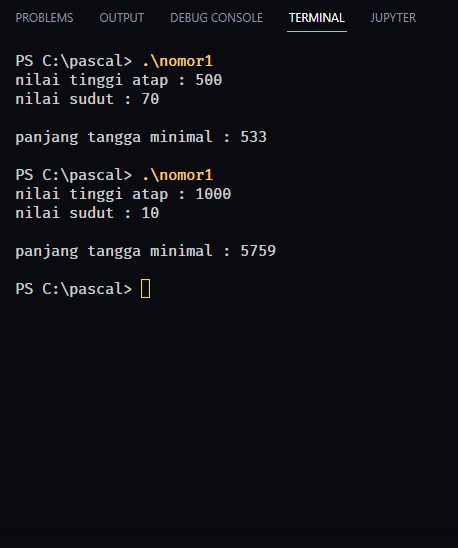 PROBLEMS OUTPUT DEBUG CONSOLE TERMINAL JUPYTER
PS C:\pascal> .\nomor1
nilai tinggi atap : 500
nilai sudut : 70
panjang tangga minimal : 533
PS C:\pascal> .\nomor1
nilai tinggi atap : 1000
nilai sudut : 10
panjang tangga minimal : 5759
PS C:\pascal>